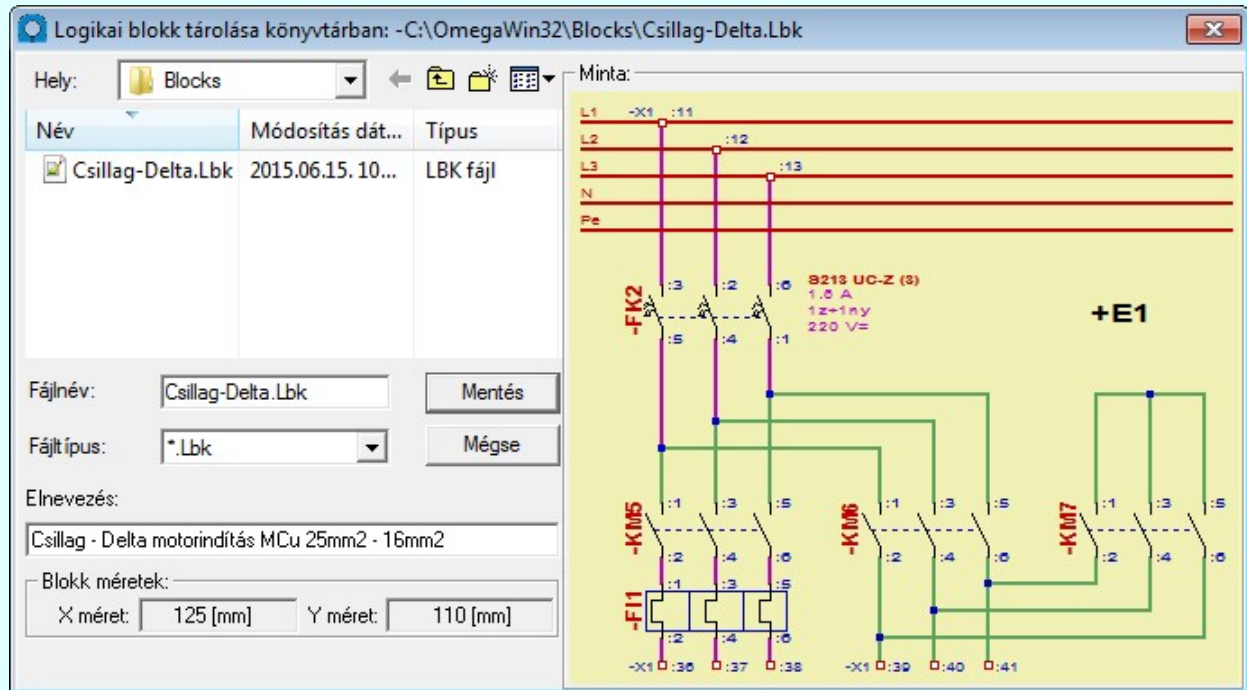 Logikai blokk tárolása könyvtárban: -C:\OmegaWin32\Blocks\Csillag-Delta.Lbk
Hely: Blocks
Név Módosítás dát... Típus
Csillag-Delta.Lbk 2015.06.15. 10... LBK fájl
Fájlnév: Csillag-Delta.Lbk Mentés
Fájltípus: *.Lbk Mégse
Elnevezés:
Csillag - Delta motorindítás MCu 25mm2 - 16mm2
Blokk méretek:
X méret: 125 [mm] Y méret: 110 [mm]
Minta:
L1 -X1 :11
L2 :12
L3 :13
N
Pe
-FK2 :3 :2 :6
S213 UC-Z (3)
1.6 A
1z+1ny
220 V=
+E1
:5 :4 :1
-KM5 :1 :3 :5 -KM6 :1 :3 :5 -KM7 :1 :3 :5
:2 :4 :6 :2 :4 :6 :2 :4 :6
-FI1 :1 :3 :5
:2 :4 :6
-X1 :36 :37 :38 -X1 :39 :40 :41